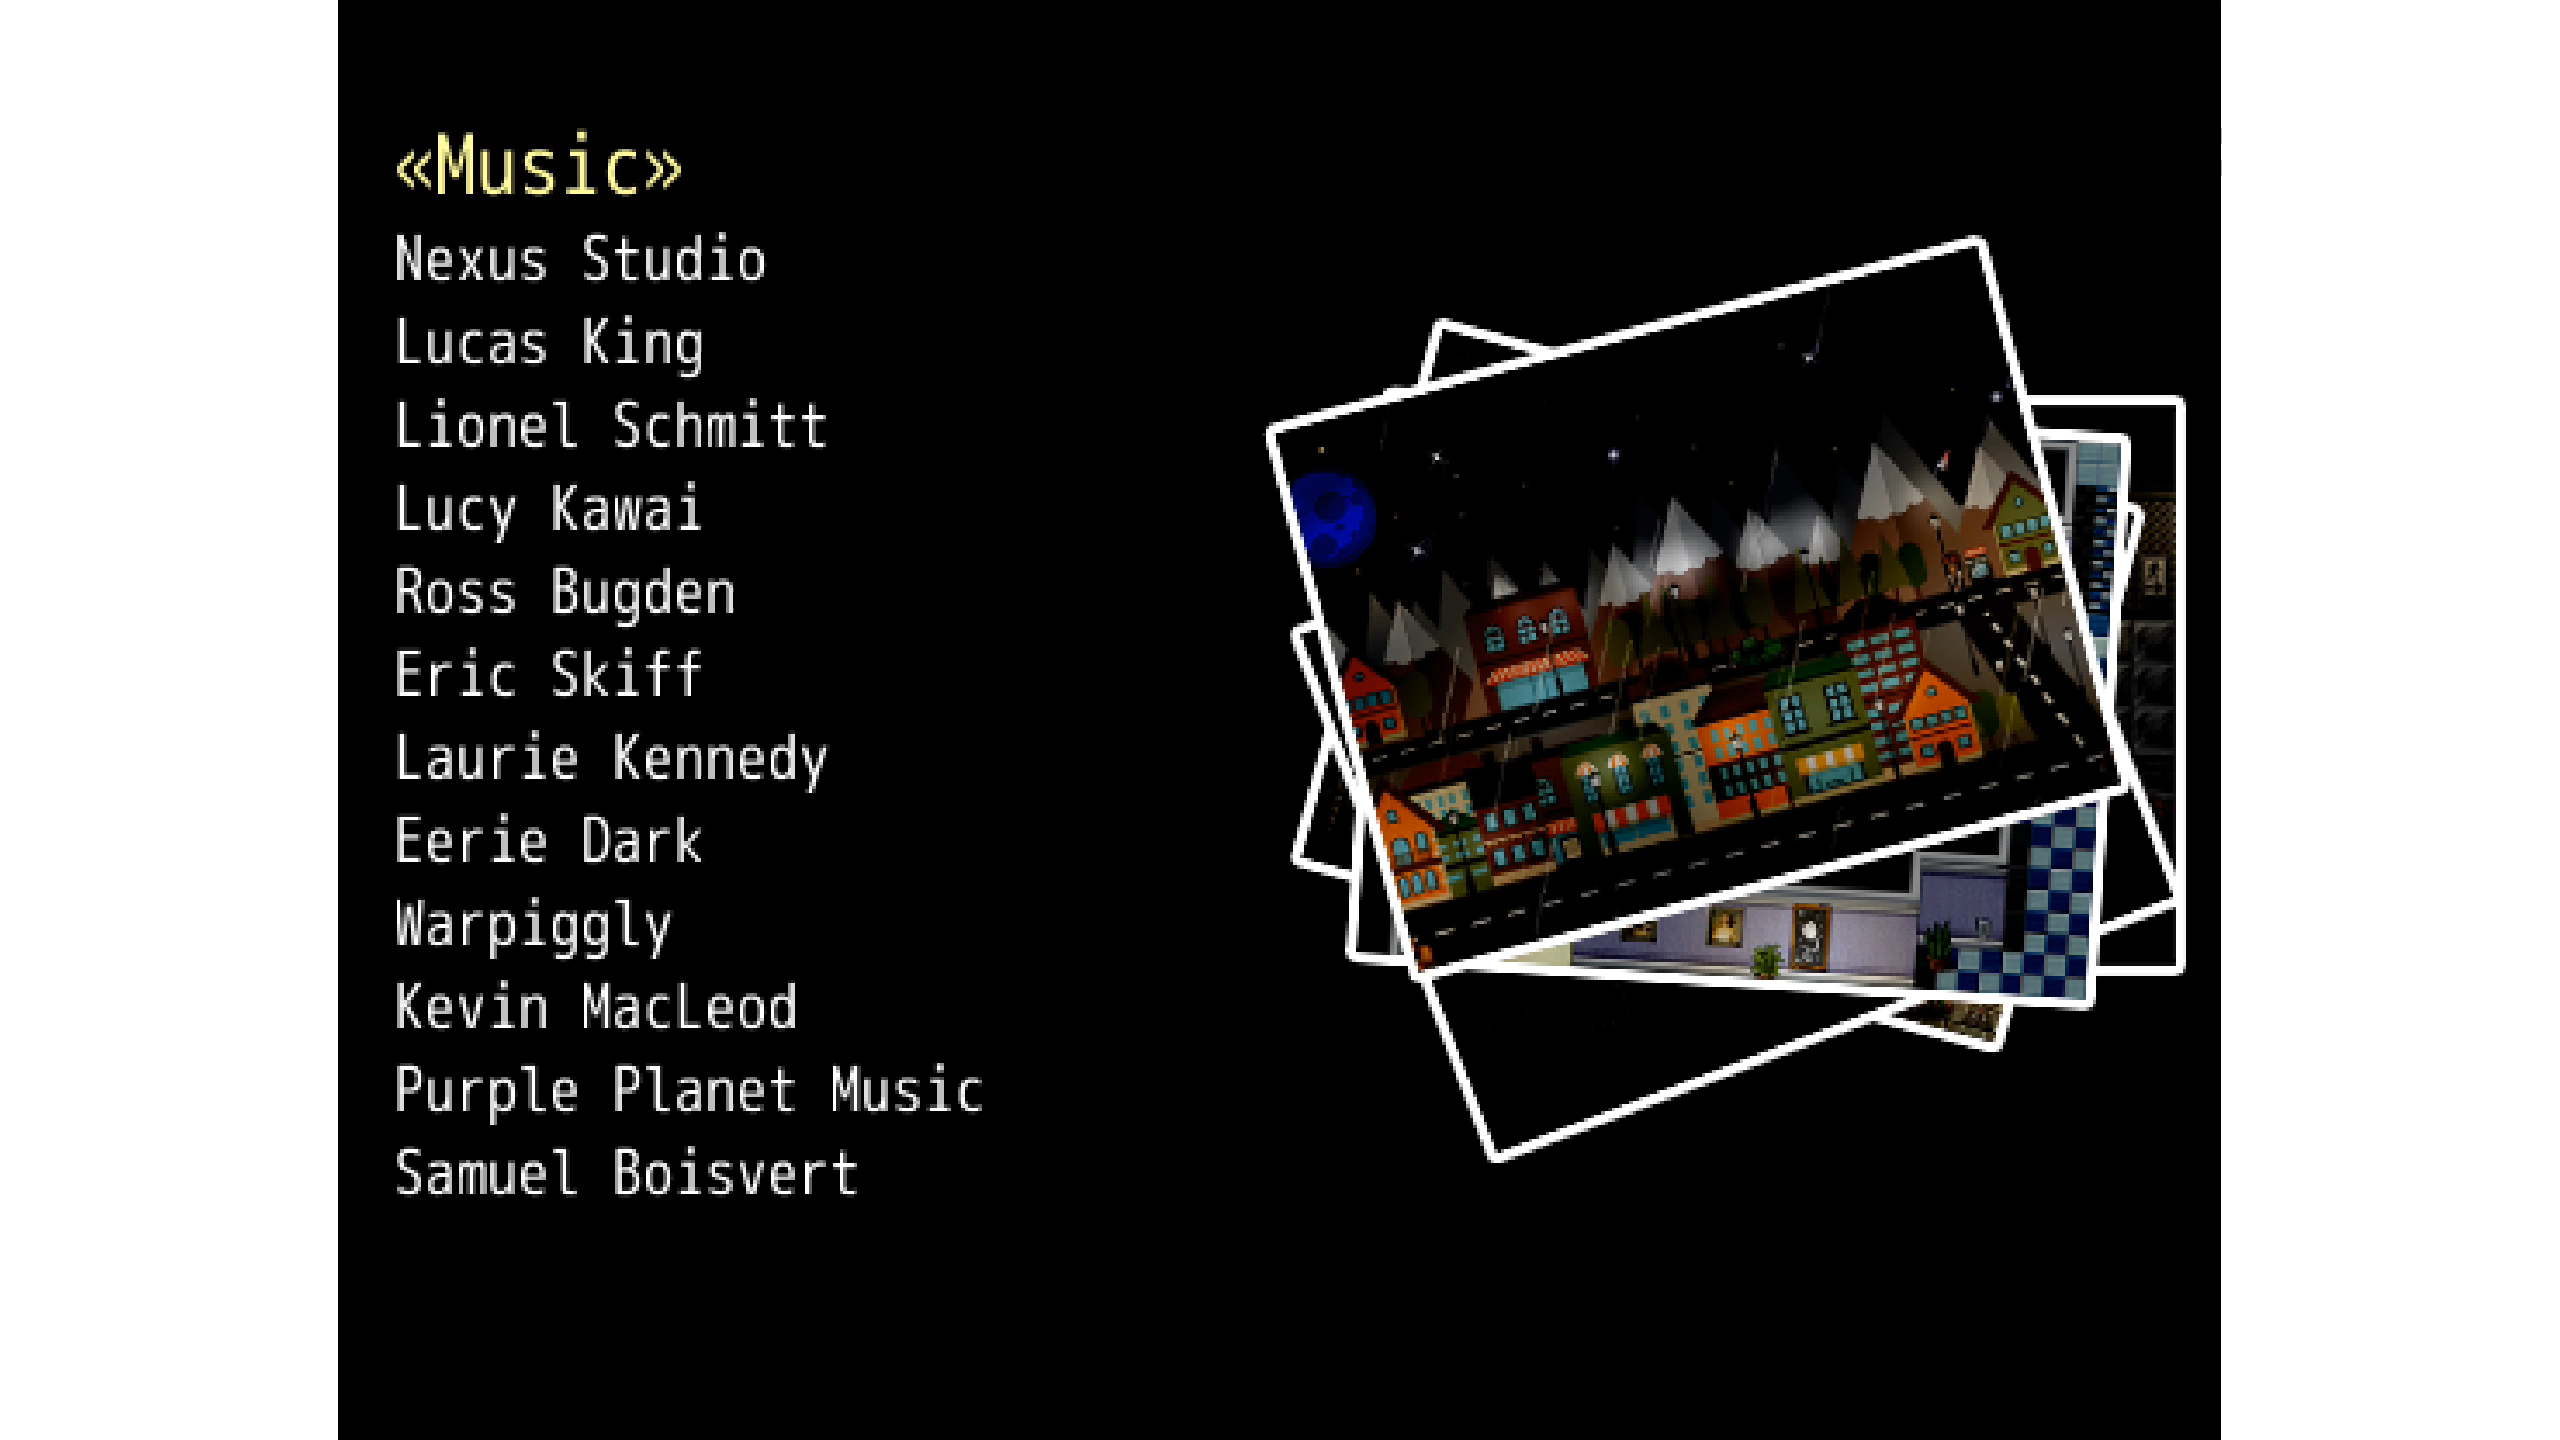 «Music»
Nexus Studio
Lucas King
Lionel Schmitt
Lucy Kawai
Ross Bugden
Eric Skiff
Laurie Kennedy
Eerie Dark
Warpiggly
Kevin MacLeod
Purple Planet Music
Samuel Boisvert